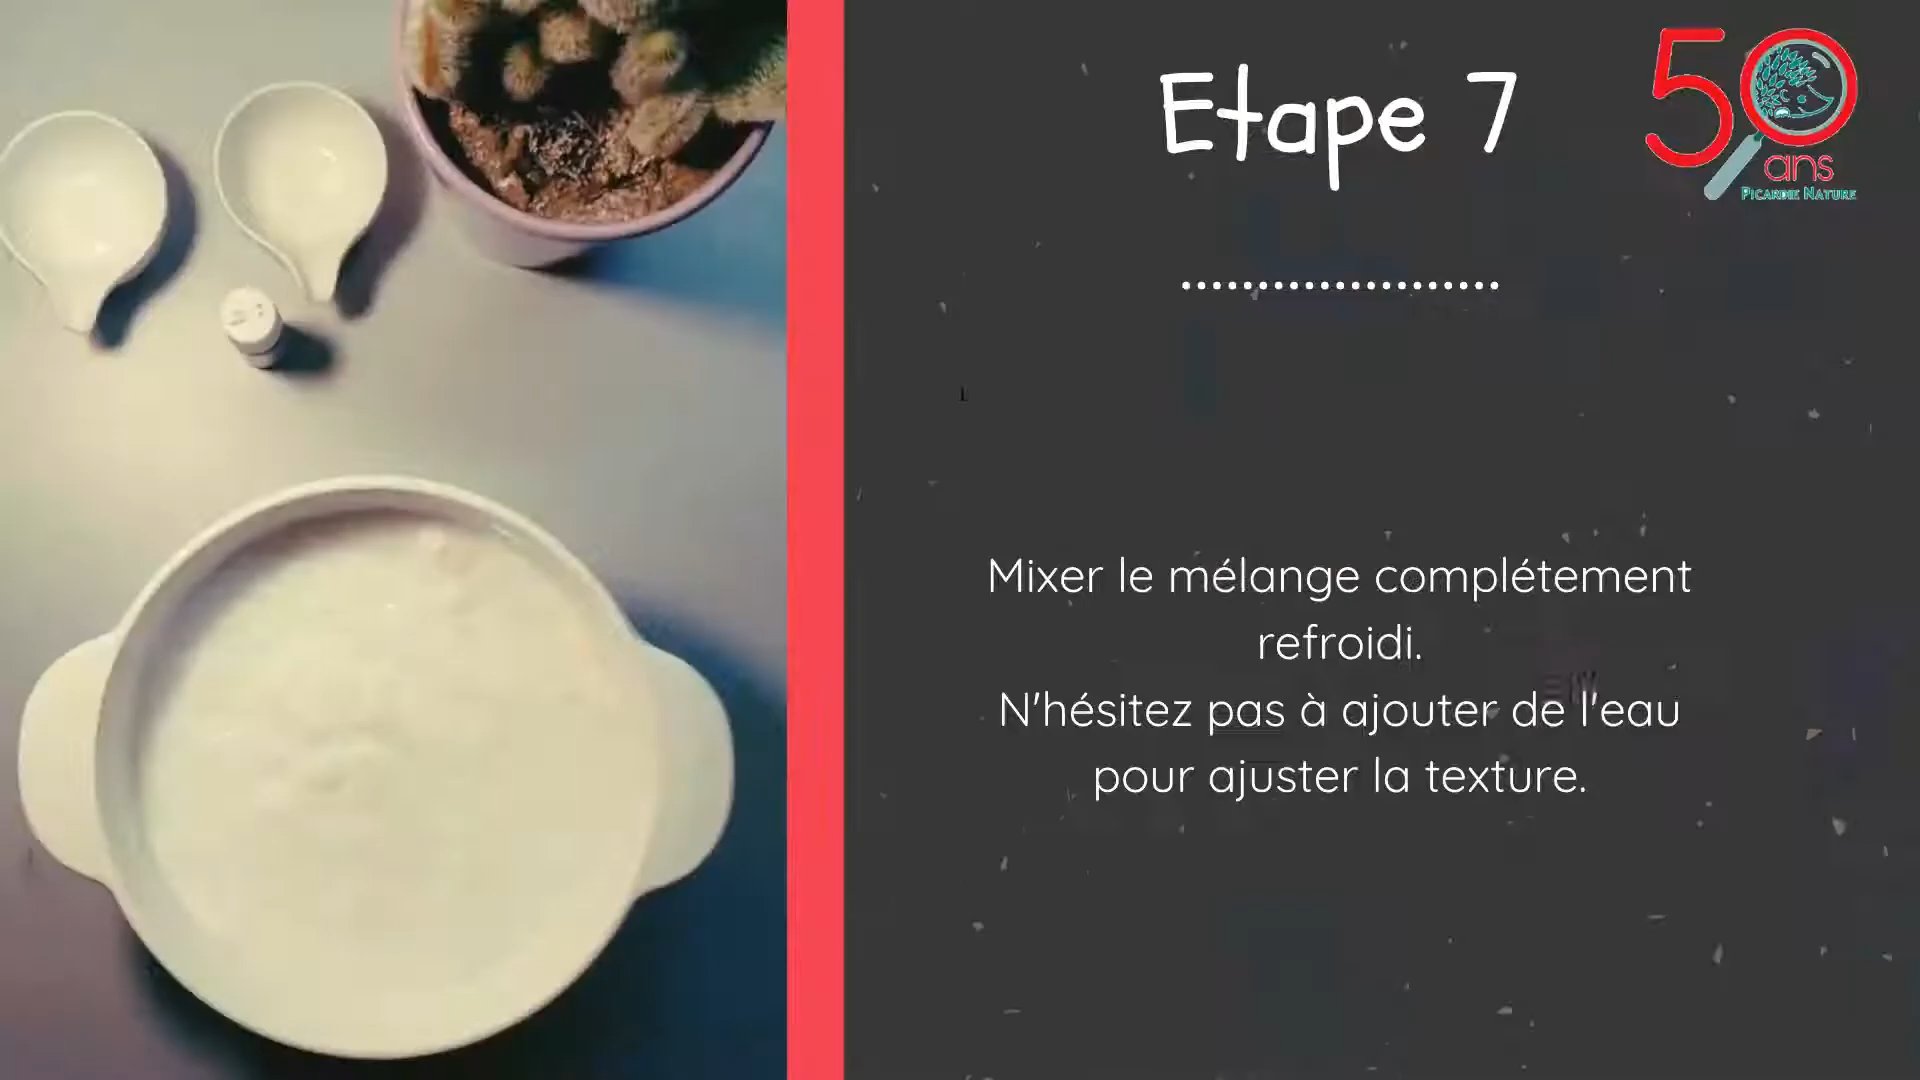 Etape 7
50
ans
PICARDIE NATURE
Mixer le mélange complétement
refroidi.
N'hésitez pas à ajouter de l'eau
pour ajuster la texture.